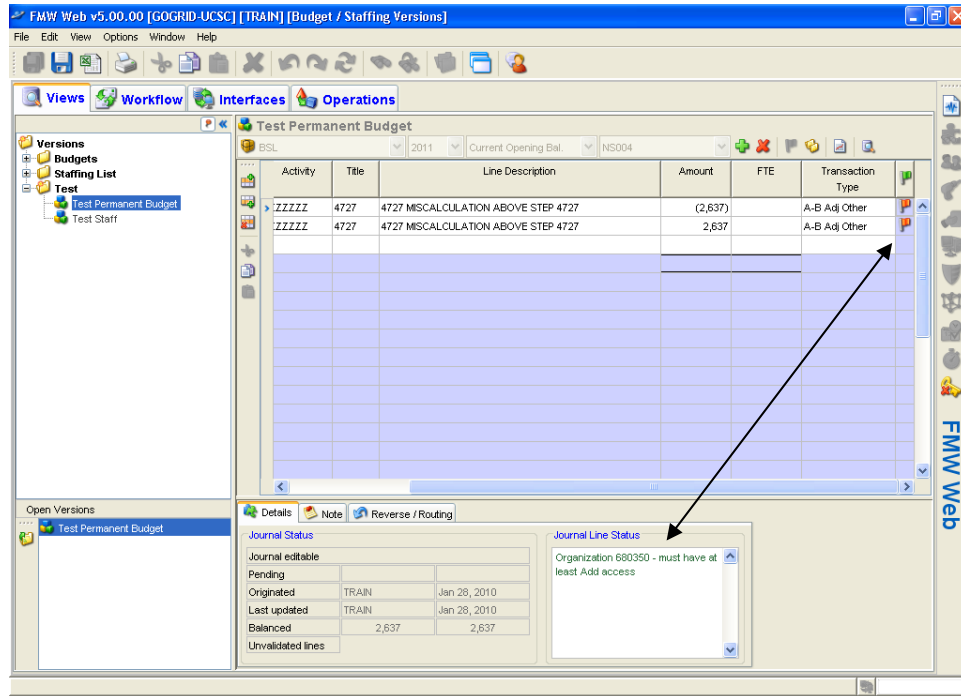 FMW Web v5.00.00 [GOGRID-UCSC] [TRAIN] [Budget / Staffing Versions]
File Edit View Options Window Help
Views Workflow Interfaces Operations
P
Test Permanent Budget
Versions
Budgets
Staffing List
Test
Test Permanent Budget
Test Staff
BSL 2011 Current Opening Bal. NS004
Activity Title Line Description Amount FTE Transaction Type
ZZZZZZ 4727 4727 MISCALCULATION ABOVE STEP 4727 (2,637) A-B Adj Other
ZZZZZZ 4727 4727 MISCALCULATION ABOVE STEP 4727 2,637 A-B Adj Other
FMW Web
Open Versions
Test Permanent Budget
Details Note Reverse / Routing
Journal Status
Journal editable
Pending
Originated TRAIN Jan 28, 2010
Last updated TRAIN Jan 28, 2010
Balanced 2,637 2,637
Unvalidated lines
Journal Line Status
Organization 680350 - must have at
least Add access